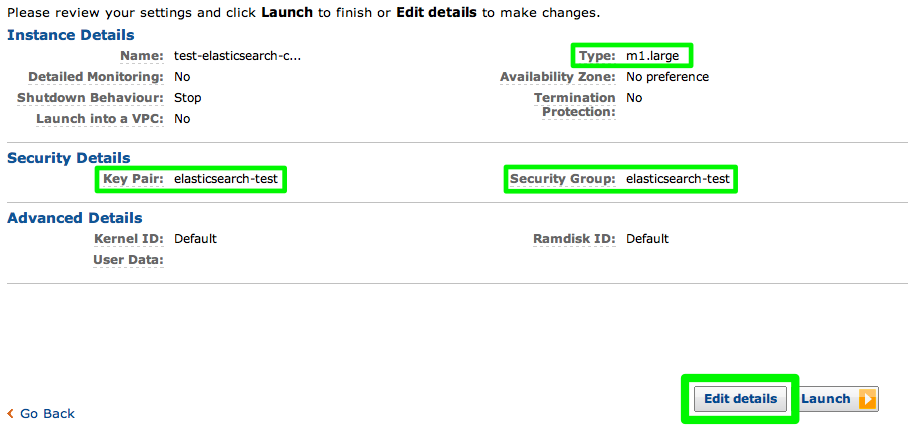 Please review your settings and click Launch to finish or Edit details to make changes.
Instance Details
Name: test-elasticsearch-c... Type: m1.large
Detailed Monitoring: No Availability Zone: No preference
Shutdown Behaviour: Stop Termination Protection: No
Launch into a VPC: No
Security Details
Key Pair: elasticsearch-test Security Group: elasticsearch-test
Advanced Details
Kernel ID: Default Ramdisk ID: Default
User Data:
Go Back Edit details Launch